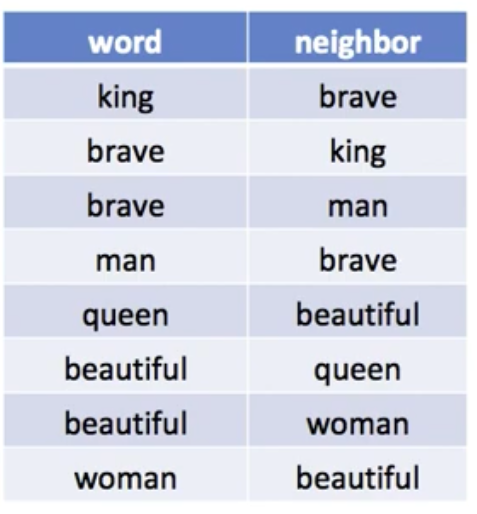 word neighbor
king brave
brave king
brave man
man brave
queen beautiful
beautiful queen
beautiful woman
woman beautiful